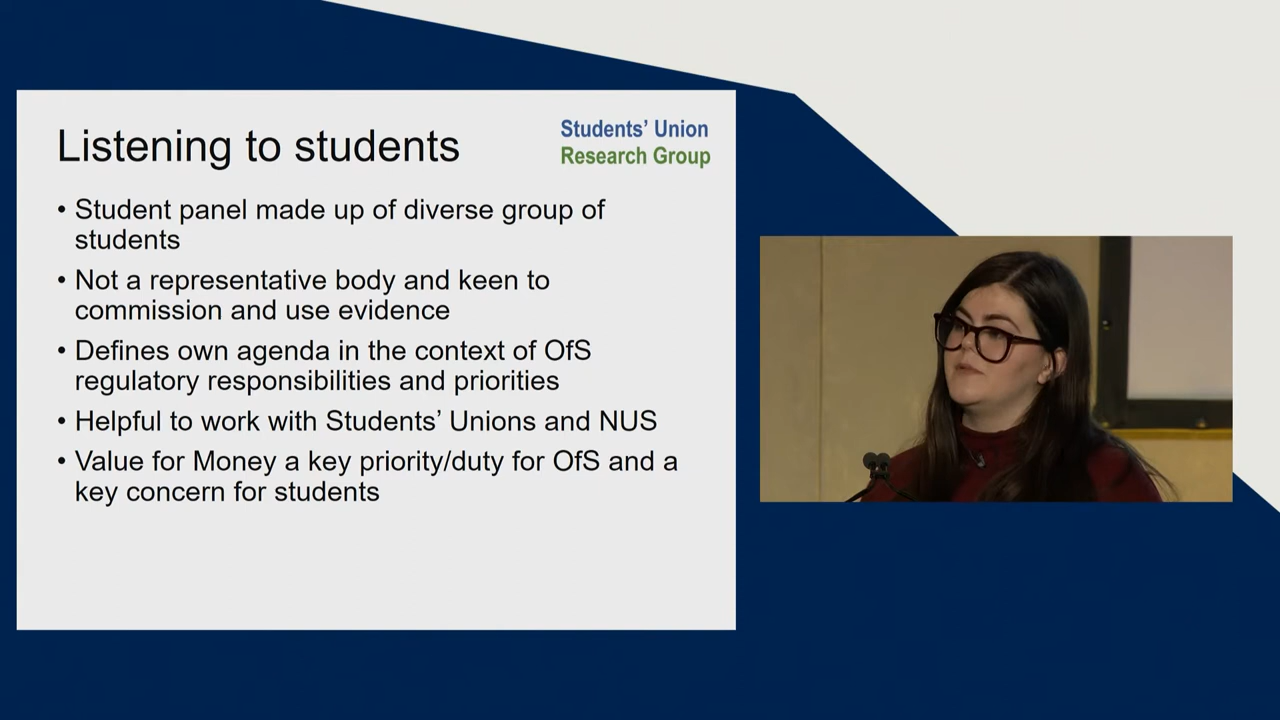 Listening to students
Students’ Union
Research Group
• Student panel made up of diverse group of
students
• Not a representative body and keen to
commission and use evidence
• Defines own agenda in the context of OfS
regulatory responsibilities and priorities
• Helpful to work with Students’ Unions and NUS
• Value for Money a key priority/duty for OfS and a
key concern for students